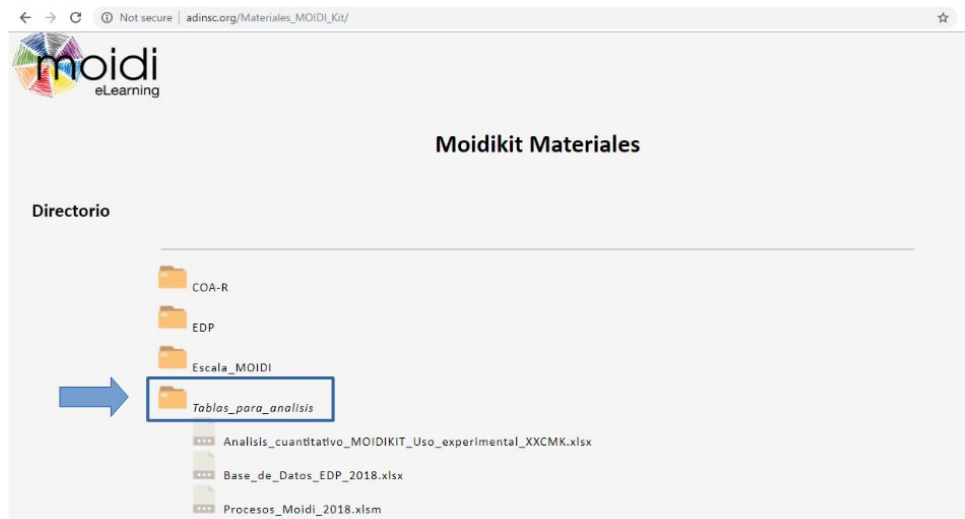 Not secure | adinsc.org/Materiales_MOIDI_Kit/
moidi
eLearning
Moidikit Materiales
Directorio
COA-R
EDP
Escala_MOIDI
Tablas_para_analisis
Analisis_cuantitativo_MOIDIKIT_Uso_experimental_XXCMK.xlsx
Base_de_Datos_EDP_2018.xlsx
Procesos_Moidi_2018.xlsm